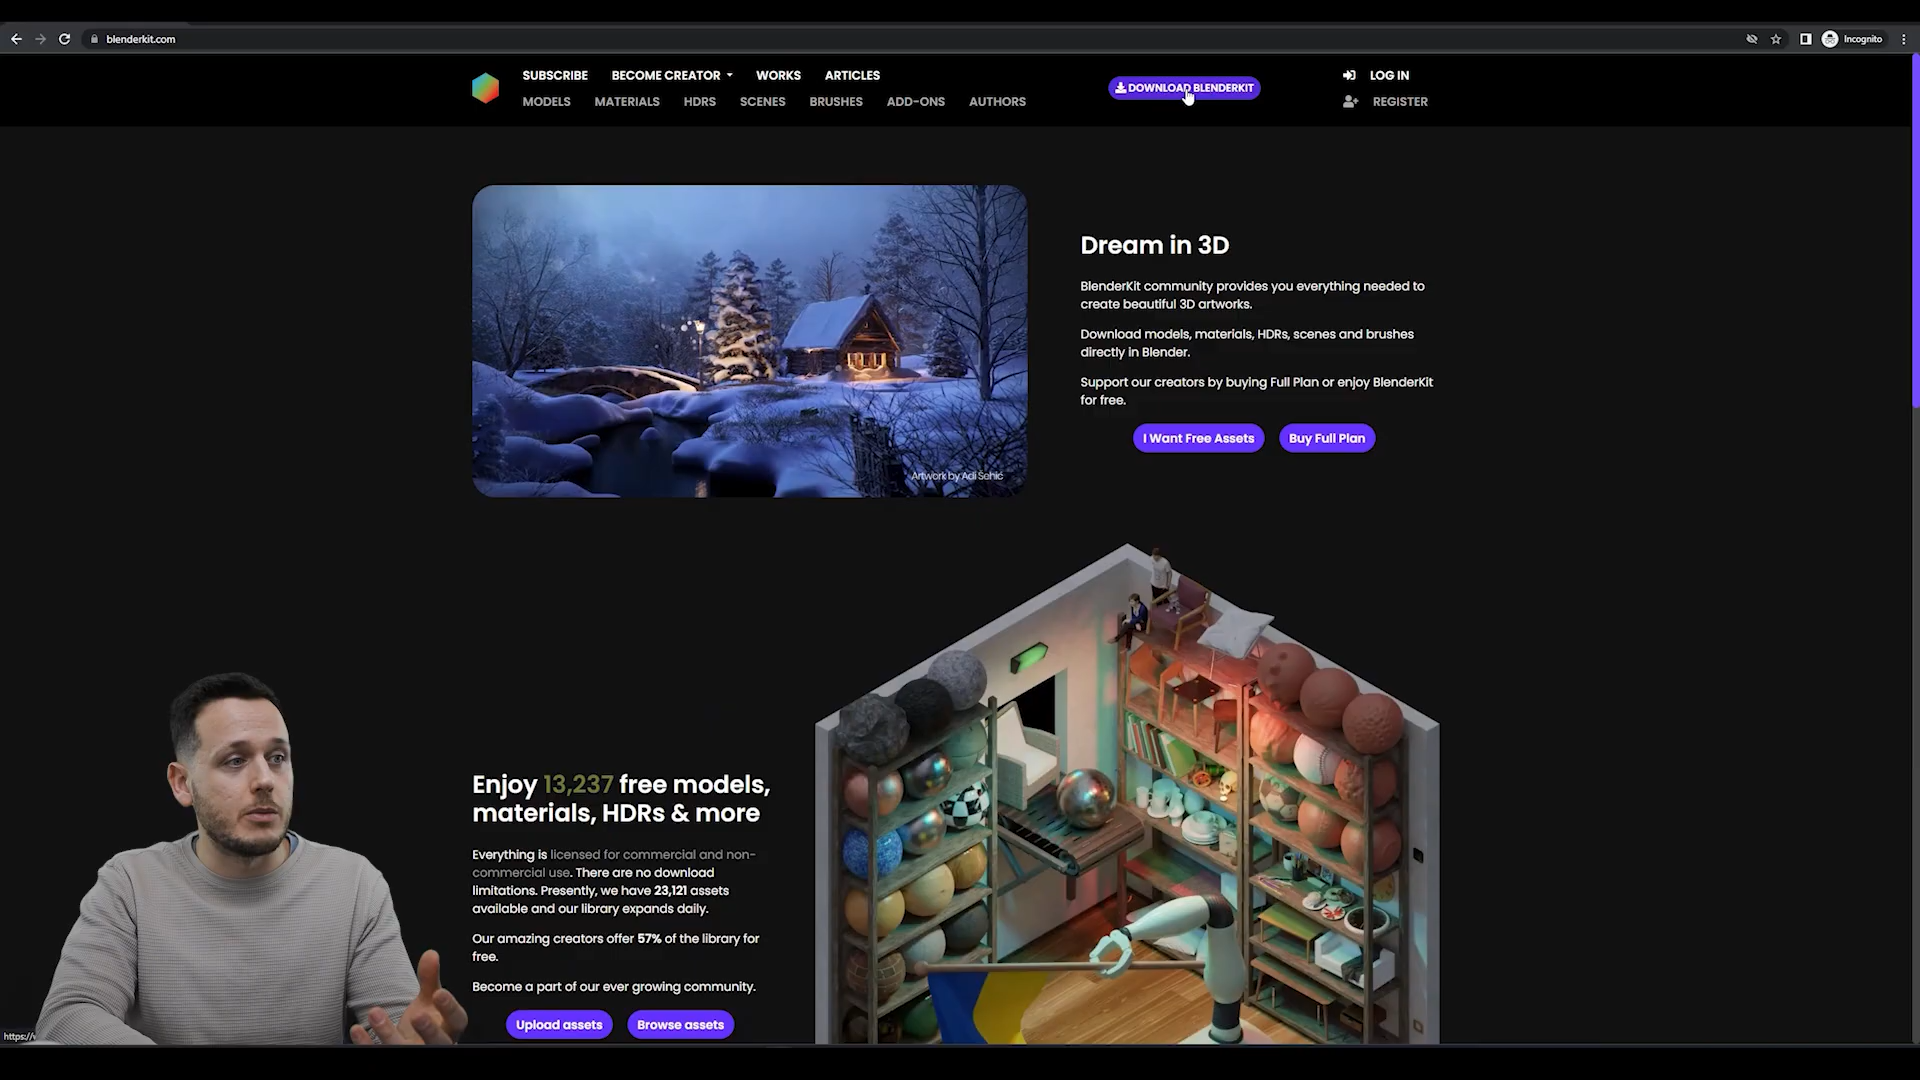 blenderkit.com
Incognito
SUBSCRIBE BECOME CREATOR WORKS ARTICLES
MODELS MATERIALS HDRS SCENES BRUSHES ADD-ONS AUTHORS
DOWNLOAD BLENDERKIT
LOG IN
REGISTER
Dream in 3D
BlenderKit community provides you everything needed to
create beautiful 3D artworks.
Download models, materials, HDRs, scenes and brushes
directly in Blender.
Support our creators by buying Full Plan or enjoy BlenderKit
for free.
I Want Free Assets Buy Full Plan
Artwork by Adi Šehić
Enjoy 13,237 free models,
materials, HDRs & more
Everything is licensed for commercial and non-
commercial use. There are no download
limitations. Presently, we have 23,121 assets
available and our library expands daily.
Our amazing creators offer 57% of the library for
free.
Become a part of our ever growing community.
Upload assets Browse assets